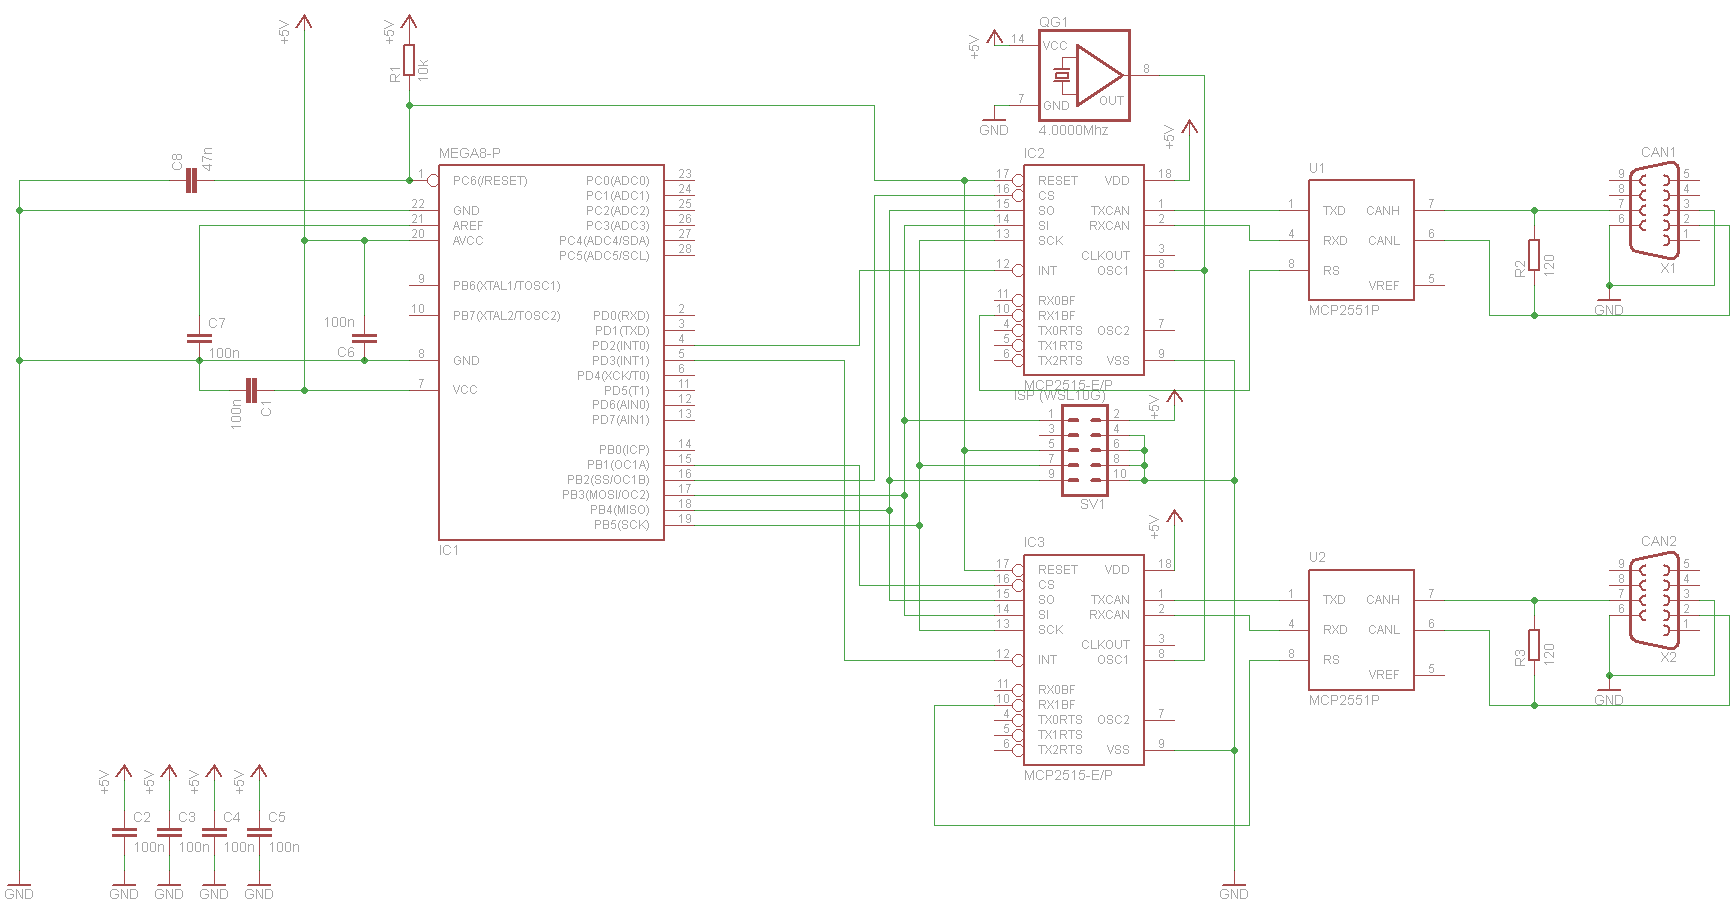 +5V
+5V
R1
10k
C8
47n
C7
100n
100n
C6
100n
C1
MEGA8-P
1 PC6(/RESET)
22 GND
21 AREF
20 AVCC
9 PB6(XTAL1/TOSC1)
10 PB7(XTAL2/TOSC2)
8 GND
7 VCC
PC0(ADC0) 23
PC1(ADC1) 24
PC2(ADC2) 25
PC3(ADC3) 26
PC4(ADC4/SDA) 27
PC5(ADC5/SCL) 28
PD0(RXD) 2
PD1(TXD) 3
PD2(INT0) 4
PD3(INT1) 5
PD4(XCK/T0) 6
PD5(T1) 11
PD6(AIN0) 12
PD7(AIN1) 13
PB0(ICP) 14
PB1(OC1A) 15
PB2(SS/OC1B) 16
PB3(MOSI/OC2) 17
PB4(MISO) 18
PB5(SCK) 19
IC1
QG1
+5V
14 VCC
7 GND
OUT 8
GND
4.0000Mhz
IC2
+5V
17 RESET VDD 18
16 CS
15 SO TXCAN 1
14 SI RXCAN 2
13 SCK
CLKOUT 3
12 INT OSC1 8
11 RX0BF
10 RX1BF
4 TX0RTS OSC2 7
5 TX1RTS
6 TX2RTS VSS 9
MCP2515-E/P
ISP (WSL10G)
+5V
1 2
3 4
5 6
7 8
9 10
SV1
+5V
IC3
17 RESET VDD 18
16 CS
15 SO TXCAN 1
14 SI RXCAN 2
13 SCK
CLKOUT 3
12 INT OSC1 8
11 RX0BF
10 RX1BF
4 TX0RTS OSC2 7
5 TX1RTS
6 TX2RTS VSS 9
MCP2515-E/P
U1
1 TXD CANH 7
4 RXD CANL 6
8 RS
VREF 5
MCP2551P
R2
120
CAN1
9 5
8 4
7 3
6 2
1
X1
GND
U2
1 TXD CANH 7
4 RXD CANL 6
8 RS
VREF 5
MCP2551P
R3
120
CAN2
9 5
8 4
7 3
6 2
1
X2
GND
+5V +5V +5V +5V
C2 C3 C4 C5
100n 100n 100n 100n
GND GND GND GND GND GND